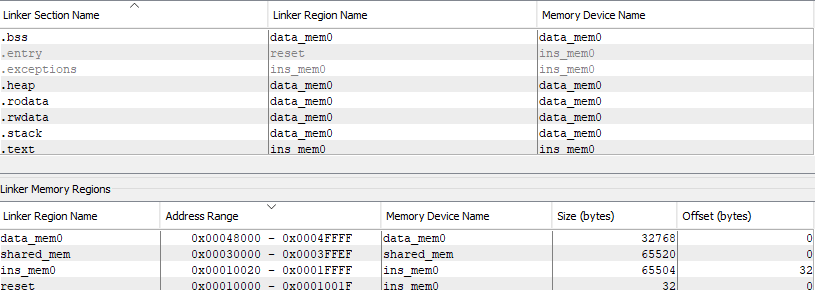 Linker Section Name Linker Region Name Memory Device Name
.bss data_mem0 data_mem0
.entry reset ins_mem0
.exceptions ins_mem0 ins_mem0
.heap data_mem0 data_mem0
.rodata data_mem0 data_mem0
.rwdata data_mem0 data_mem0
.stack data_mem0 data_mem0
.text ins_mem0 ins_mem0
Linker Memory Regions
Linker Region Name Address Range Memory Device Name Size (bytes) Offset (bytes)
data_mem0 0x00048000 - 0x0004FFFF data_mem0 32768 0
shared_mem 0x00030000 - 0x0003FFEF shared_mem 65520 0
ins_mem0 0x00010020 - 0x0001FFFF ins_mem0 65504 32
reset 0x00010000 - 0x0001001F ins_mem0 32 0